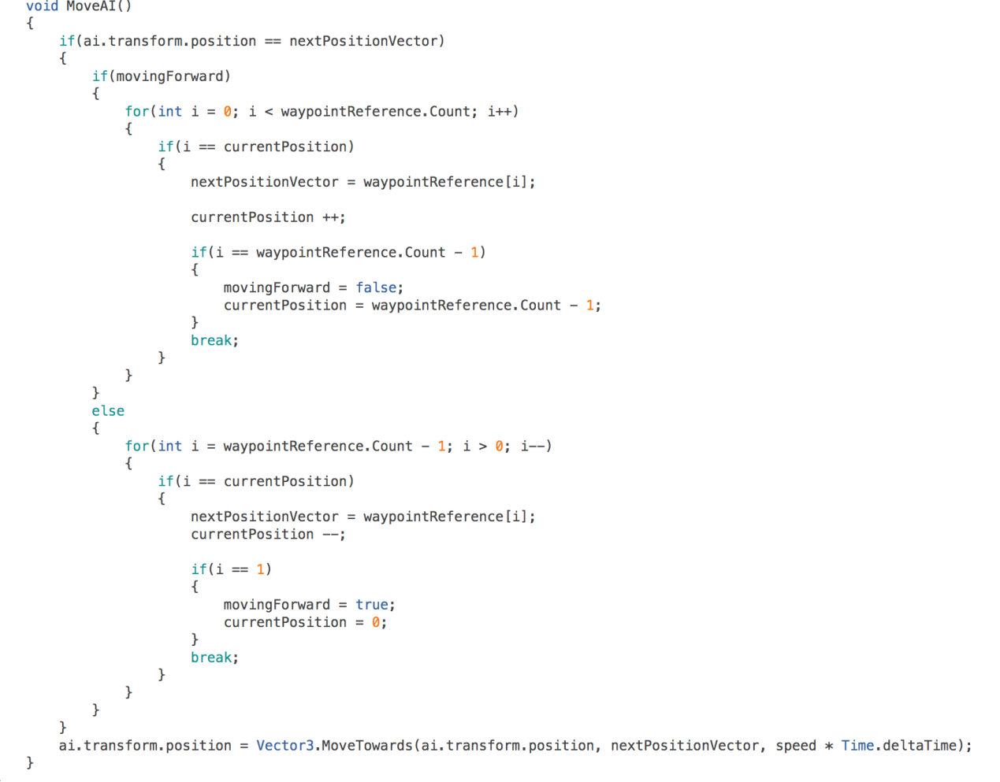 void MoveAI()
{
    if(ai.transform.position == nextPositionVector)
    {
        if(movingForward)
        {
            for(int i = 0; i < waypointReference.Count; i++)
            {
                if(i == currentPosition)
                {
                    nextPositionVector = waypointReference[i];

                    currentPosition ++;

                    if(i == waypointReference.Count - 1)
                    {
                        movingForward = false;
                        currentPosition = waypointReference.Count - 1;
                    }
                    break;
                }
            }
        }
        else
        {
            for(int i = waypointReference.Count - 1; i > 0; i--)
            {
                if(i == currentPosition)
                {
                    nextPositionVector = waypointReference[i];
                    currentPosition --;

                    if(i == 1)
                    {
                        movingForward = true;
                        currentPosition = 0;
                    }
                    break;
                }
            }
        }
    }
    ai.transform.position = Vector3.MoveTowards(ai.transform.position, nextPositionVector, speed * Time.deltaTime);
}